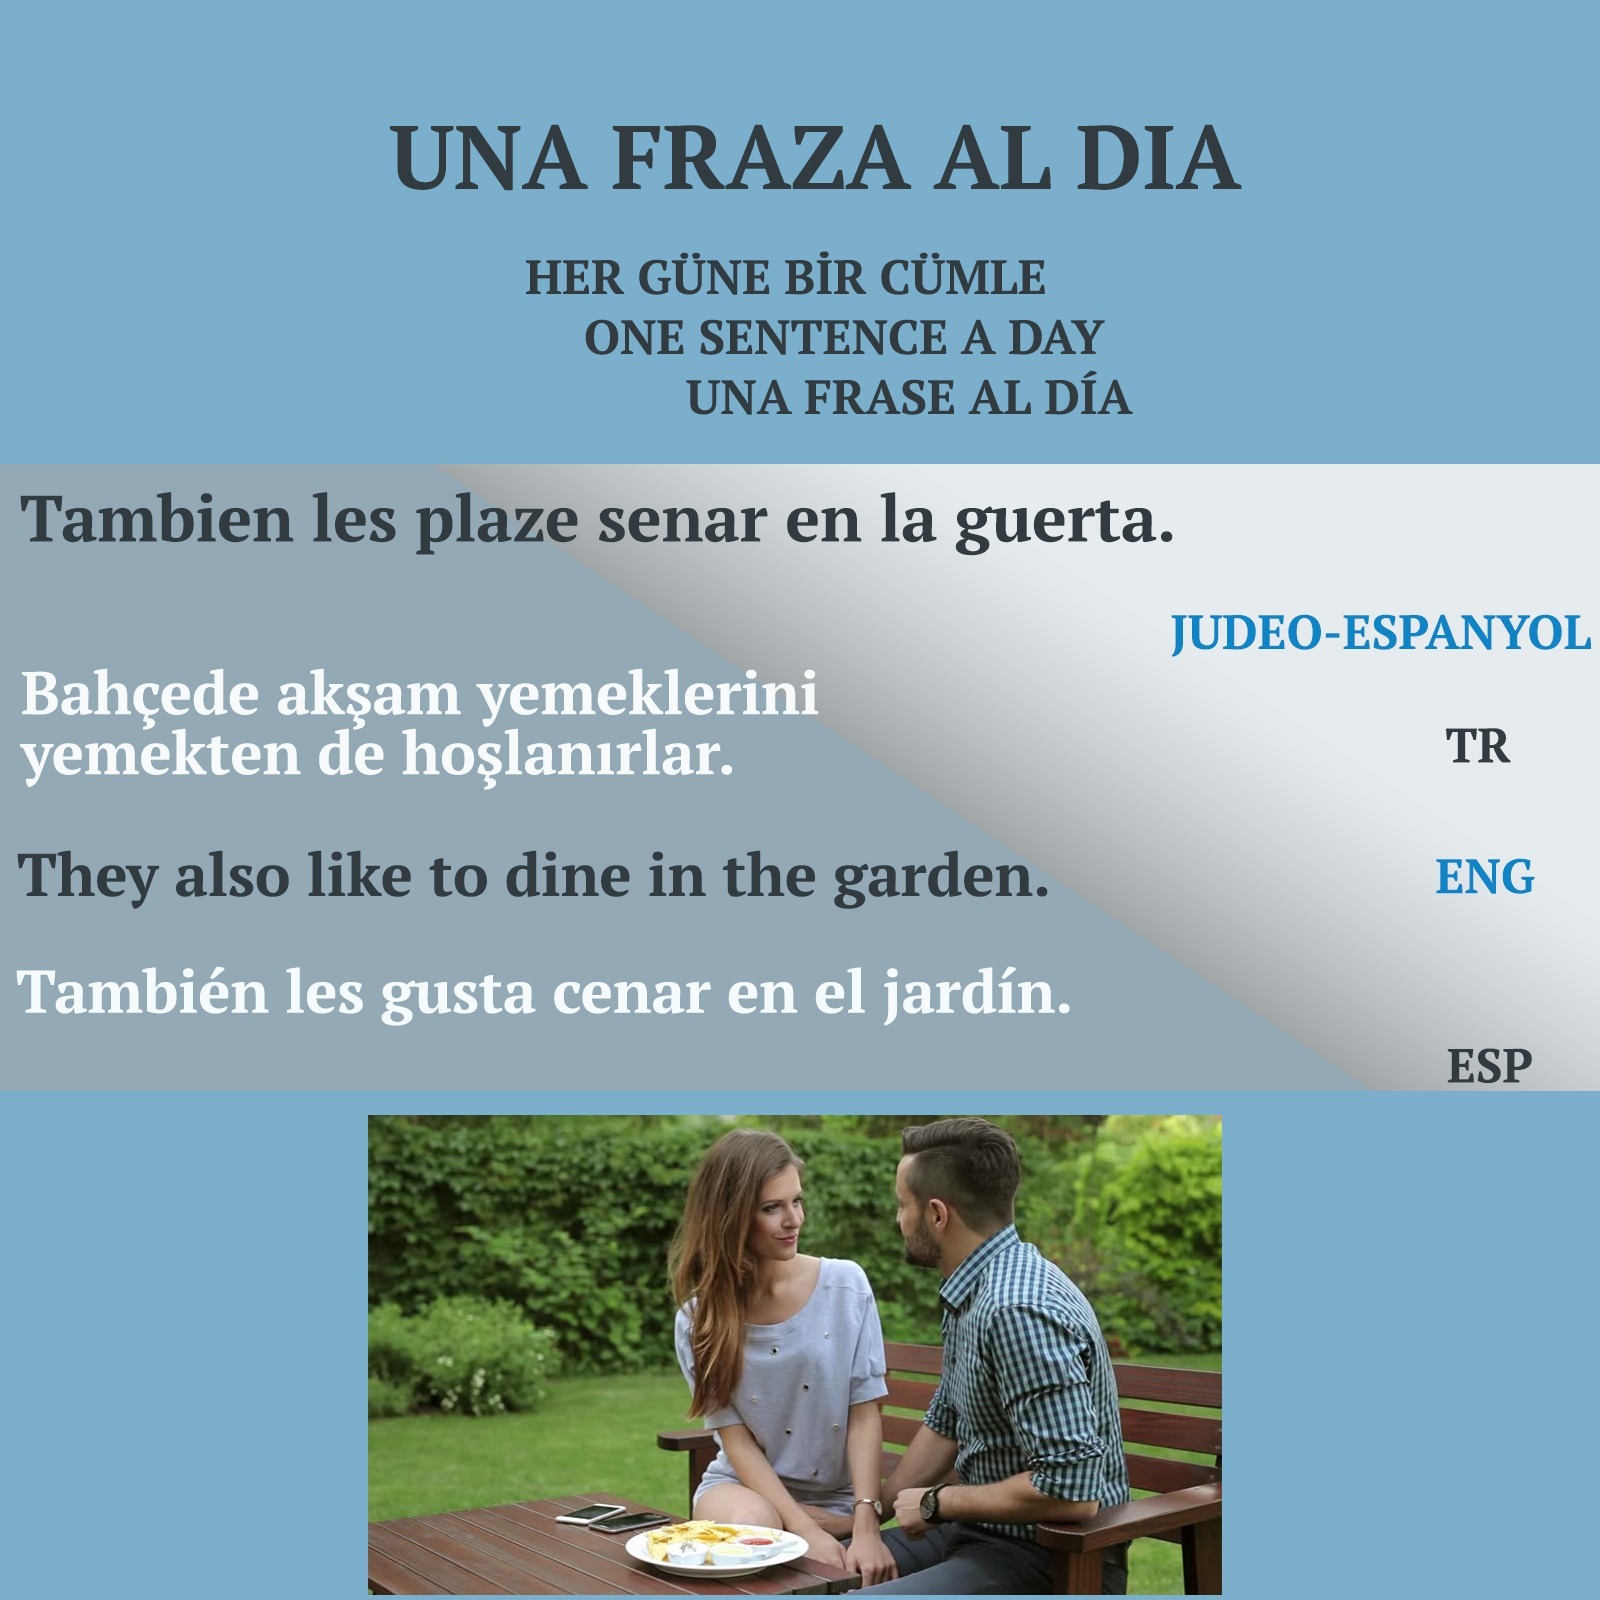 UNA FRAZA AL DIA
HER GÜNE BİR CÜMLE
ONE SENTENCE A DAY
UNA FRASE AL DÍA
Tambien les plaze senar en la guerta.
JUDEO-ESPANYOL
Bahçede akşam yemeklerini
yemekten de hoşlanırlar.
TR
They also like to dine in the garden.
ENG
También les gusta cenar en el jardín.
ESP